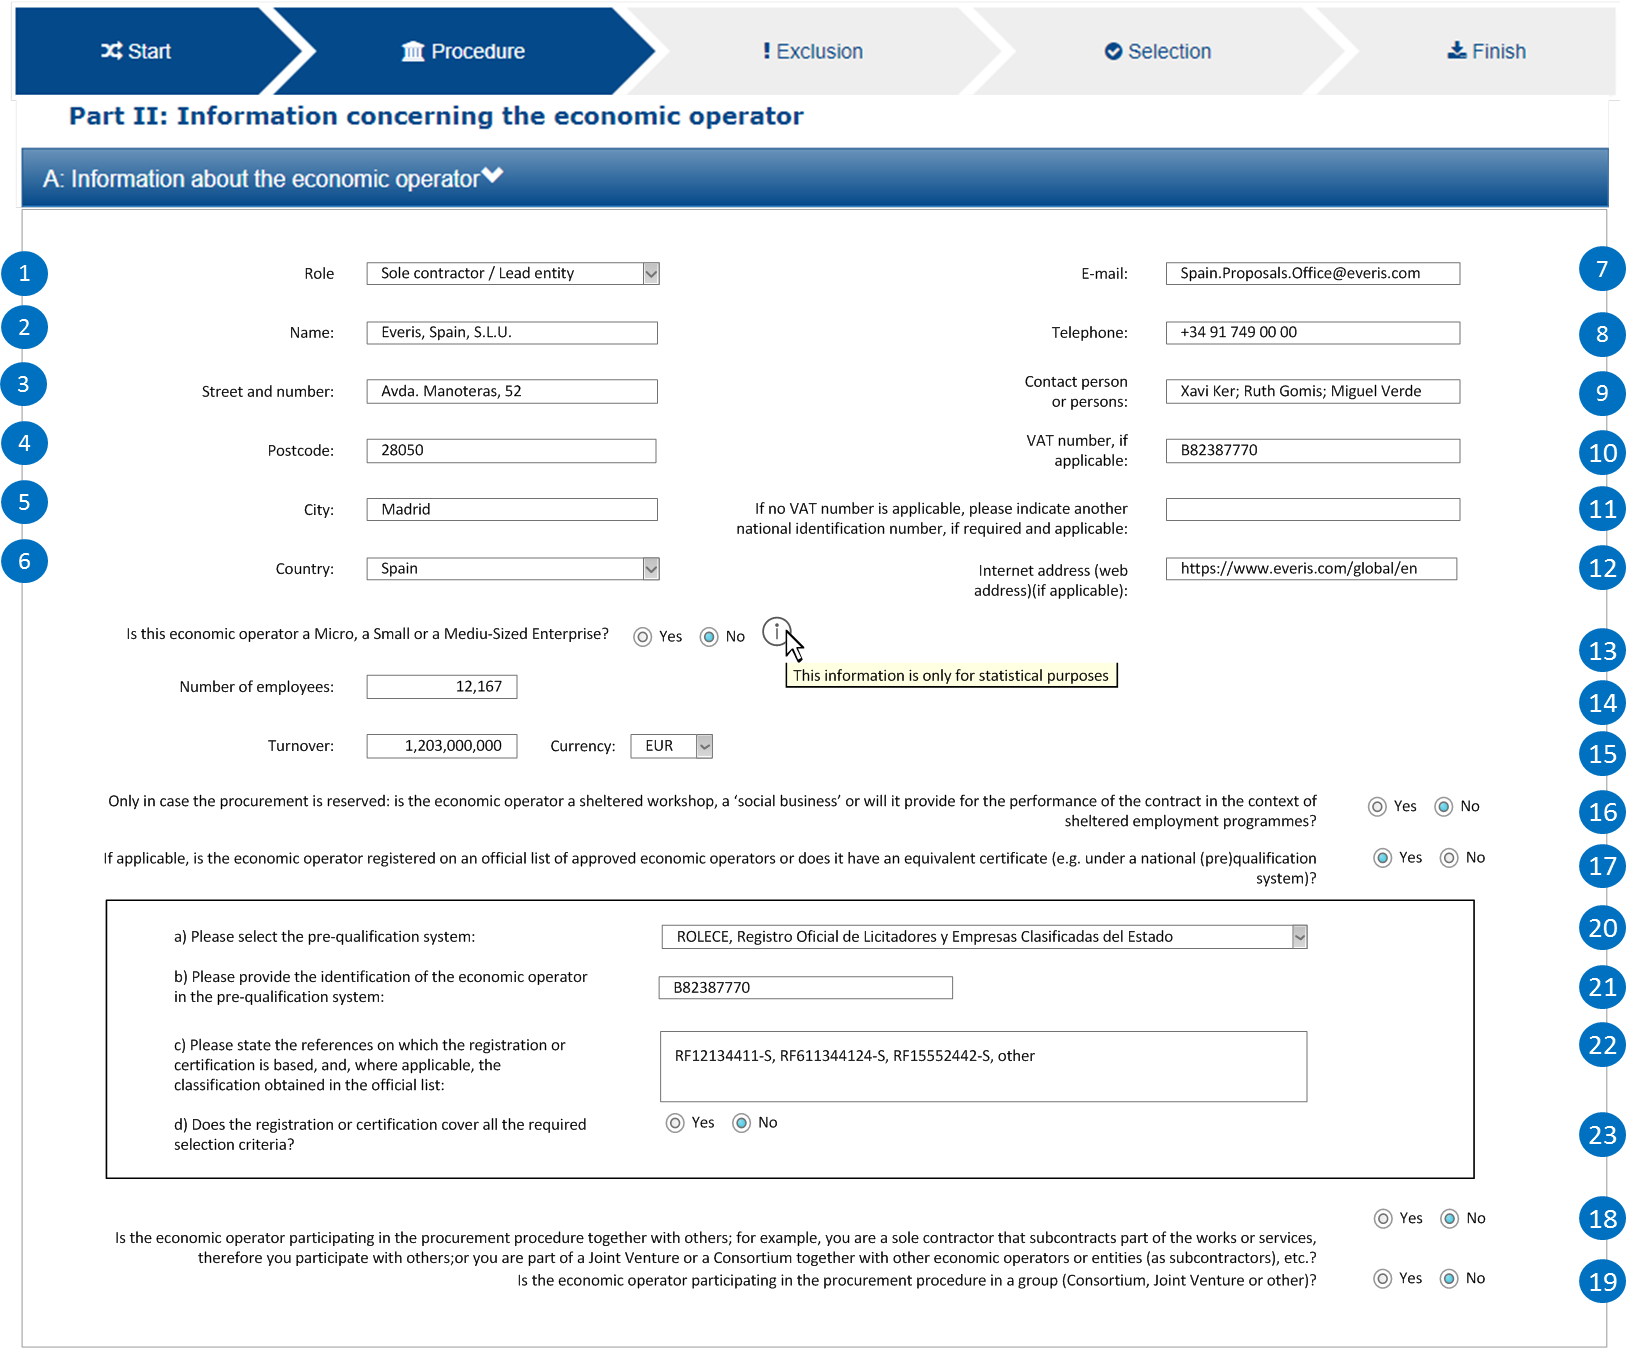 Start
Procedure
Exclusion
Selection
Finish
Part II: Information concerning the economic operator
A: Information about the economic operator
1
Role
Sole contractor / Lead entity
E-mail:
Spain.Proposals.Office@everis.com
7
2
Name:
Everis, Spain, S.L.U.
Telephone:
+34 91 749 00 00
8
3
Street and number:
Avda. Manoteras, 52
Contact person
or persons:
Xavi Ker; Ruth Gomis; Miguel Verde
9
4
Postcode:
28050
VAT number, if
applicable:
B82387770
10
5
City:
Madrid
If no VAT number is applicable, please indicate another
national identification number, if required and applicable:
11
6
Country:
Spain
Internet address (web
address)(if applicable):
https://www.everis.com/global/en
12
Is this economic operator a Micro, a Small or a Mediu-Sized Enterprise?
Yes
No
i
This information is only for statistical purposes
13
Number of employees:
12,167
14
Turnover:
1,203,000,000
Currency:
EUR
15
Only in case the procurement is reserved: is the economic operator a sheltered workshop, a ‘social business’ or will it provide for the performance of the contract in the context of
sheltered employment programmes?
Yes
No
16
If applicable, is the economic operator registered on an official list of approved economic operators or does it have an equivalent certificate (e.g. under a national (pre)qualification
system)?
Yes
No
17
a) Please select the pre-qualification system:
ROLECE, Registro Oficial de Licitadores y Empresas Clasificadas del Estado
20
b) Please provide the identification of the economic operator
in the pre-qualification system:
B82387770
21
c) Please state the references on which the registration or
certification is based, and, where applicable, the
classification obtained in the official list:
RF12134411-S, RF611344124-S, RF15552442-S, other
22
d) Does the registration or certification cover all the required
selection criteria?
Yes
No
23
Yes
No
18
Is the economic operator participating in the procurement procedure together with others; for example, you are a sole contractor that subcontracts part of the works or services,
therefore you participate with others;or you are part of a Joint Venture or a Consortium together with other economic operators or entities (as subcontractors), etc.?
Is the economic operator participating in the procurement procedure in a group (Consortium, Joint Venture or other)?
Yes
No
19